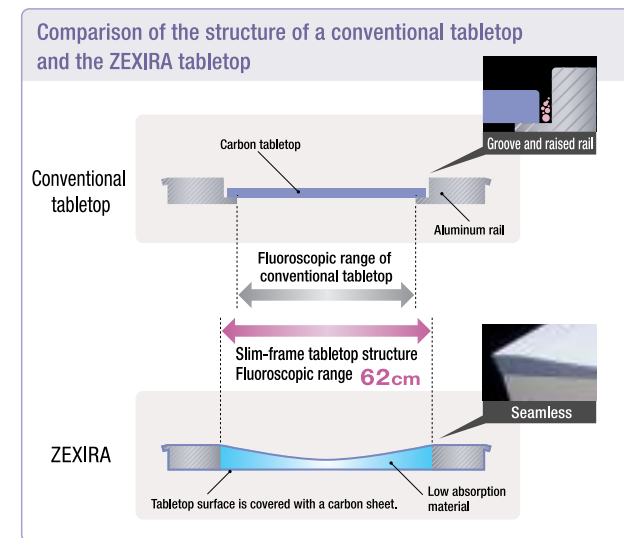 Comparison of the structure of a conventional tabletop
and the ZEXIRA tabletop
Groove and raised rail
Carbon tabletop
Conventional
tabletop
Aluminum rail
Fluoroscopic range of
conventional tabletop
Slim-frame tabletop structure
Fluoroscopic range 62cm
Seamless
ZEXIRA
Tabletop surface is covered with a carbon sheet.
Low absorption
material